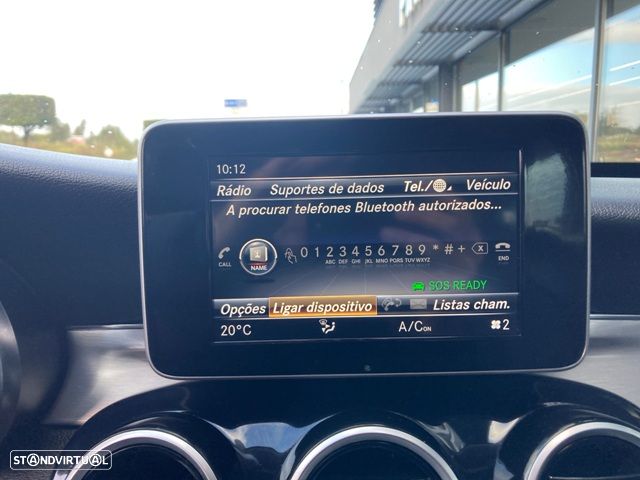 10:12
Rádio Suportes de dados Tel./ Veículo
A procurar telefones Bluetooth autorizados...
CALL NAME 0 1 2 3 4 5 6 7 8 9 * # + END
ABC DEF GHI JKL MNO PQRS TUV WXYZ
SOS READY
Opções Ligar dispositivo Listas cham.
20°C A/C ON 2
STANDVIRTUAL